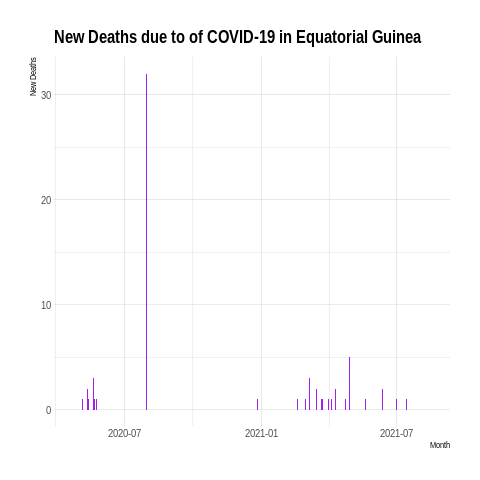 New Deaths due to of COVID-19 in Equatorial Guinea
New Deaths
30
20
10
0
2020-07
2021-01
2021-07
Month